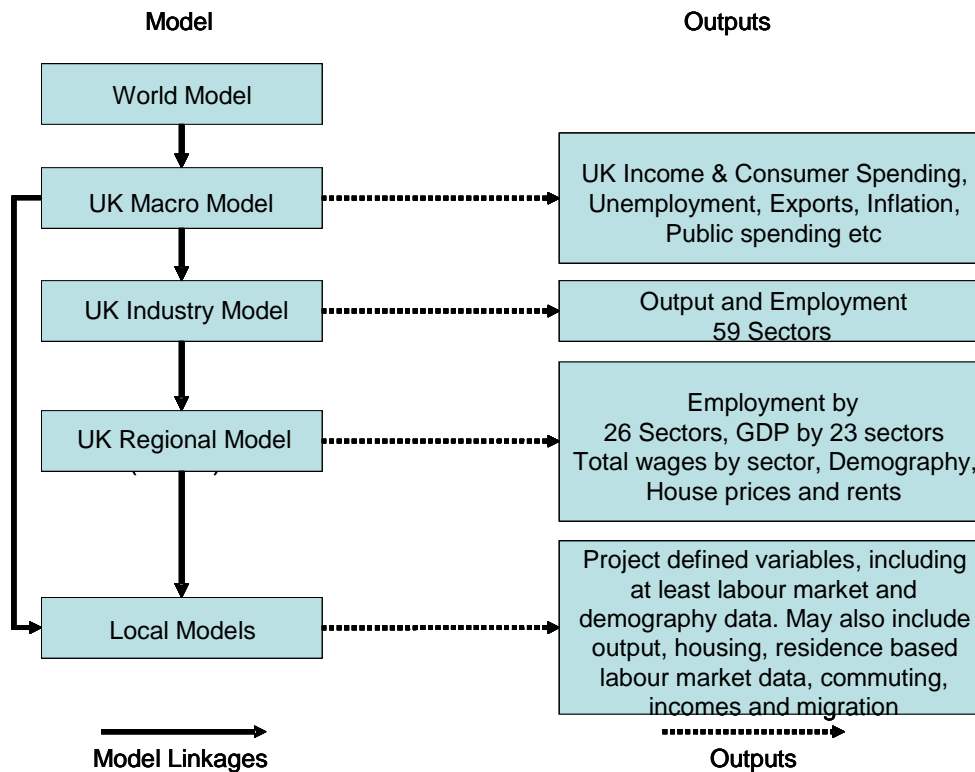 Model
Outputs
World Model
UK Macro Model
UK Income & Consumer Spending,
Unemployment, Exports, Inflation,
Public spending etc
UK Industry Model
Output and Employment
59 Sectors
UK Regional Model
Employment by
26 Sectors, GDP by 23 sectors
Total wages by sector, Demography,
House prices and rents
Local Models
Project defined variables, including
at least labour market and
demography data. May also include
output, housing, residence based
labour market data, commuting,
incomes and migration
Model Linkages
Outputs